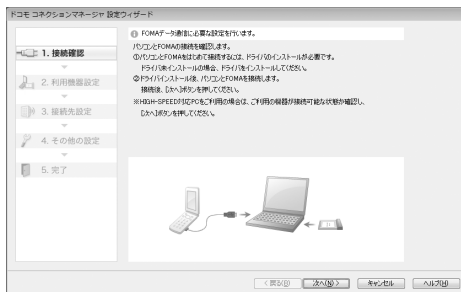 ドコモ コネクションマネージャ 設定ウィザード
FOMAデータ通信に必要な設定を行います。
1. 接続確認
2. 利用機器設定
3. 接続先設定
4. その他の設定
5. 完了
パソコンとFOMAの接続を確認します。
①パソコンとFOMAをはじめて接続するには、ドライバのインストールが必要です。
ドライバ未インストールの場合、ドライバをインストールしてください。
②ドライバインストール後、パソコンとFOMAを接続します。
接続後、[次へ]ボタンを押してください。
※HIGH-SPEED対応PCをご利用の場合は、ご利用の機器が接続可能な状態か確認し、
[次へ]ボタンを押してください。
< 戻る(B)
次へ(N) >
キャンセル
ヘルプ(H)